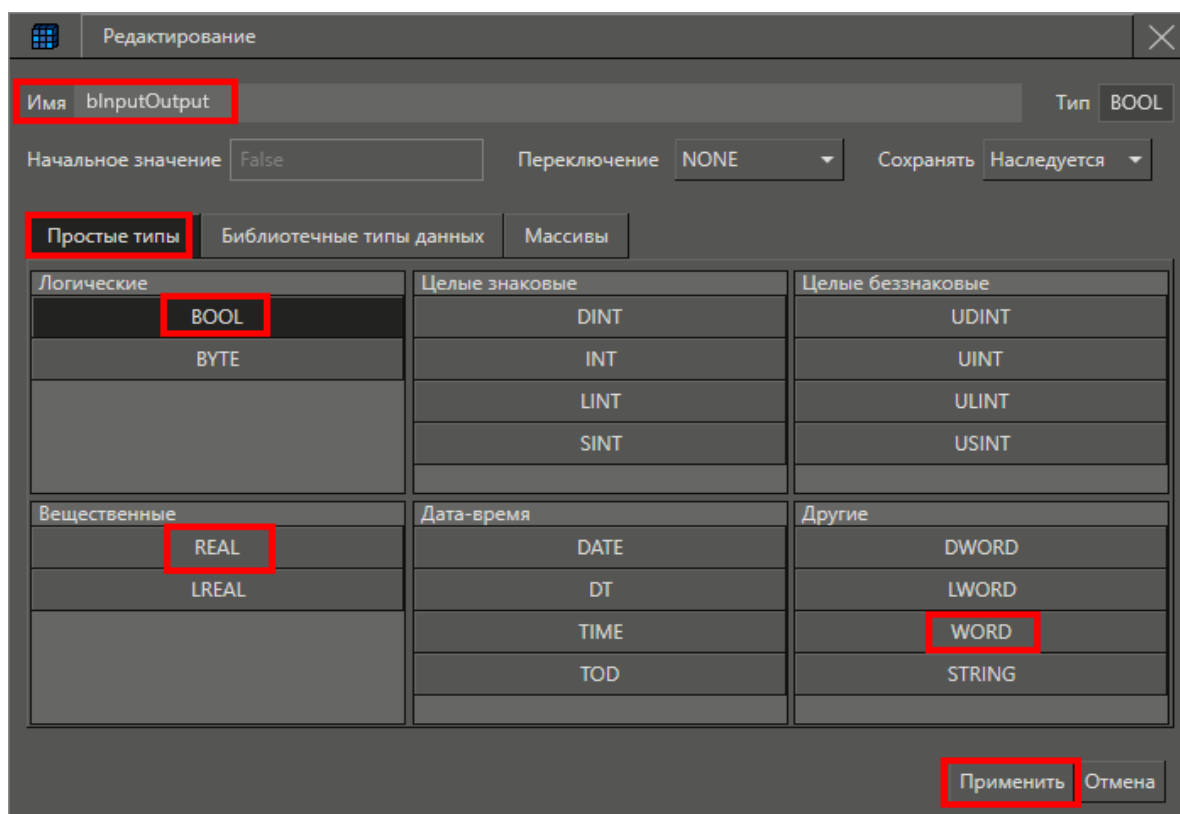 Редактирование
Имя bInputOutput Тип BOOL
Начальное значение False Переключение NONE Сохранять Наследуется
Простые типы Библиотечные типы данных Массивы
Логические Целые знаковые Целые беззнаковые
BOOL DINT UDINT
BYTE INT UINT
LINT ULINT
SINT USINT
Вещественные Дата-время Другие
REAL DATE DWORD
LREAL DT LWORD
TIME WORD
TOD STRING
Применить Отмена